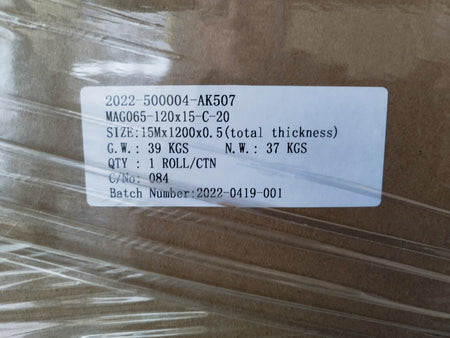 2022-500004-AK507
MAG065-120x15-C-20
SIZE:15Mx1200x0.5(total thickness)
G.W.: 39 KGS N.W.: 37 KGS
QTY : 1 ROLL/CTN
C/No: 084
Batch Number:2022-0419-001